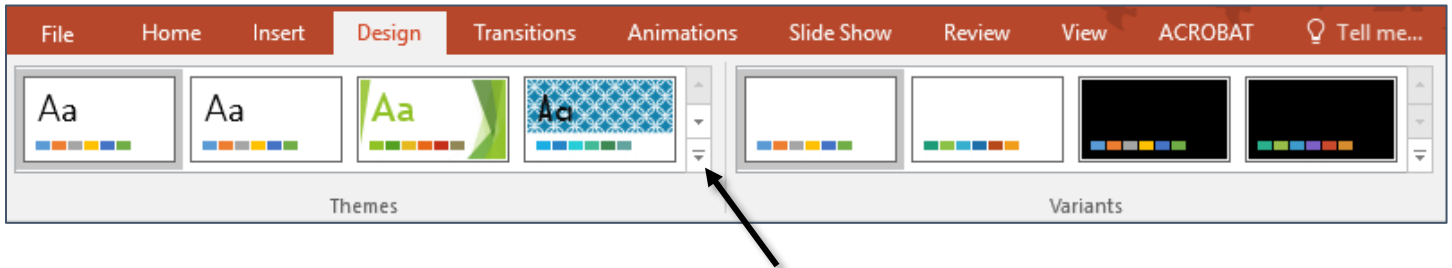 File Home Insert Design Transitions Animations Slide Show Review View ACROBAT Tell me...
Aa Aa Aa Aa
Themes Variants